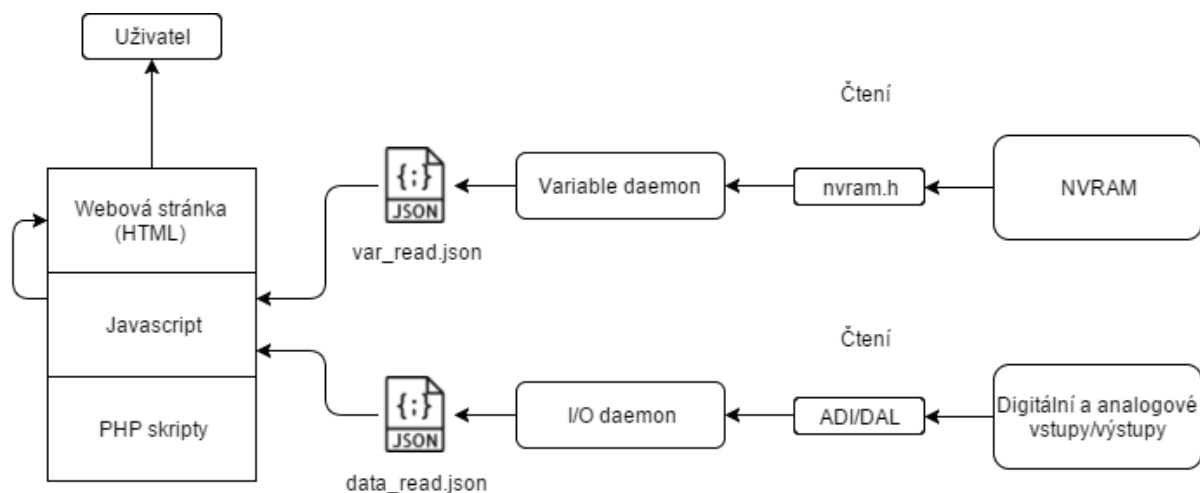 Uživatel
Čtení
Webová stránka
(HTML)
{;}
JSON
var_read.json
Variable daemon
nvram.h
NVRAM
Javascript
Čtení
PHP skripty
{;}
JSON
data_read.json
I/O daemon
ADI/DAL
Digitální a analogové
vstupy/výstupy